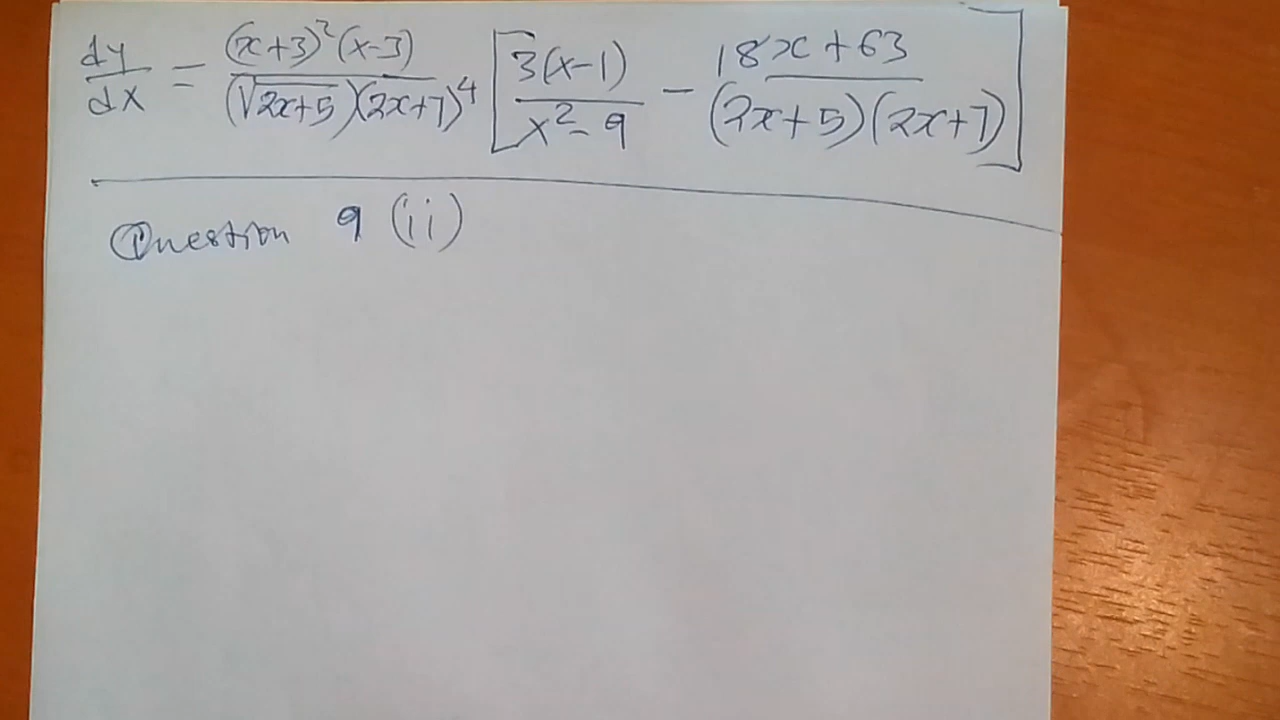 dy/dx = (x+3)²(x-3)/(√2x+5)(2x+7)⁴ [3(x-1)/x²-9 - 18x+63/(2x+5)(2x+7)]
Question 9 (ii)